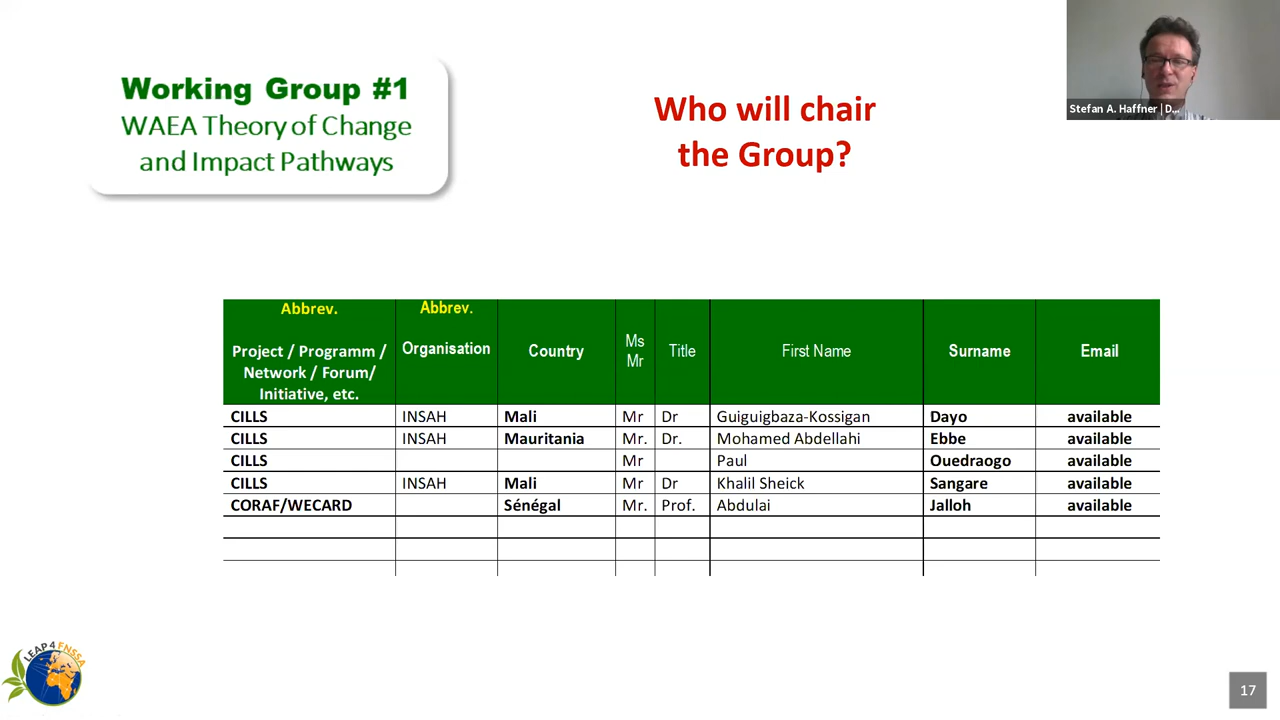 Working Group #1
WAEA Theory of Change
and Impact Pathways
Who will chair
the Group?
Stefan A. Haffner | D...
Abbrev.
Project / Programm /
Network / Forum/
Initiative, etc.
Abbrev.
Organisation
Country
Ms
Mr
Title
First Name
Surname
Email
CILLS INSAH Mali Mr Dr Guiguigbaza-Kossigan Dayo available
CILLS INSAH Mauritania Mr. Dr. Mohamed Abdellahi Ebbe available
CILLS Mr Paul Ouedraogo available
CILLS INSAH Mali Mr Dr Khalil Sheick Sangare available
CORAF/WECARD Sénégal Mr. Prof. Abdulai Jalloh available
LEAP4FNSSA
17